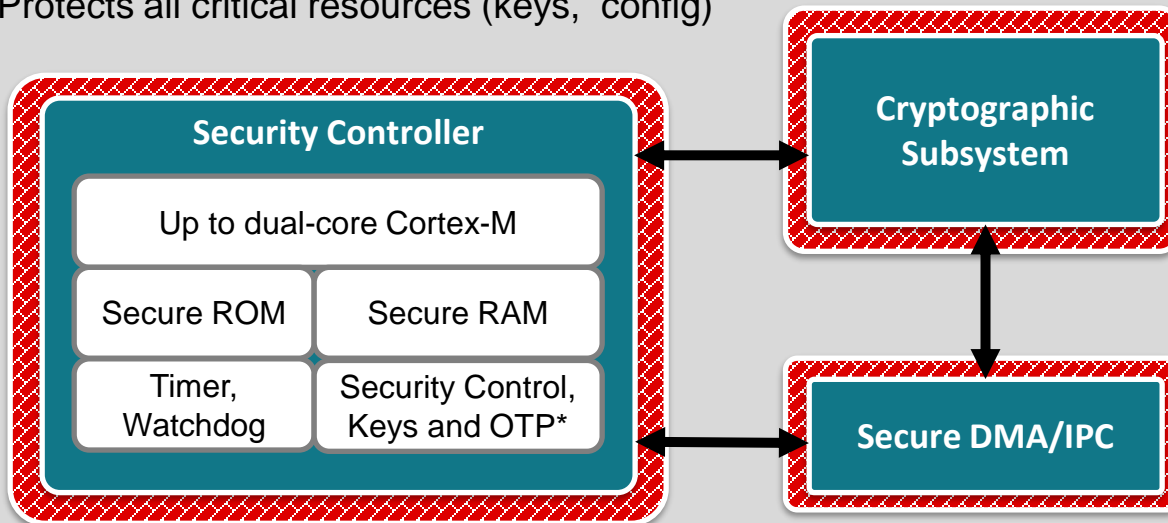 Protects all critical resources (keys, config)
Security Controller
Up to dual-core Cortex-M
Secure ROM
Secure RAM
Timer,
Watchdog
Security Control,
Keys and OTP*
Cryptographic
Subsystem
Secure DMA/IPC